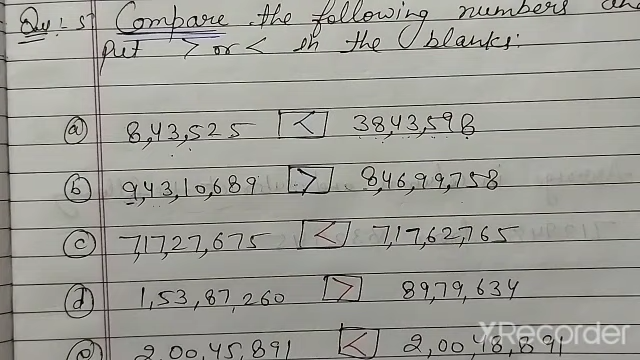 Qu: 5 Compare the following numbers and
put > or < in the blanks:
(a) 8,43,525 < 38,43,598
(b) 9,43,10,689 > 8,46,99,758
(c) 7,17,27,675 < 7,17,62,765
(d) 1,53,87,260 > 89,79,634
(e) 2,00,45,891 < 2,00,48,891
XRecorder